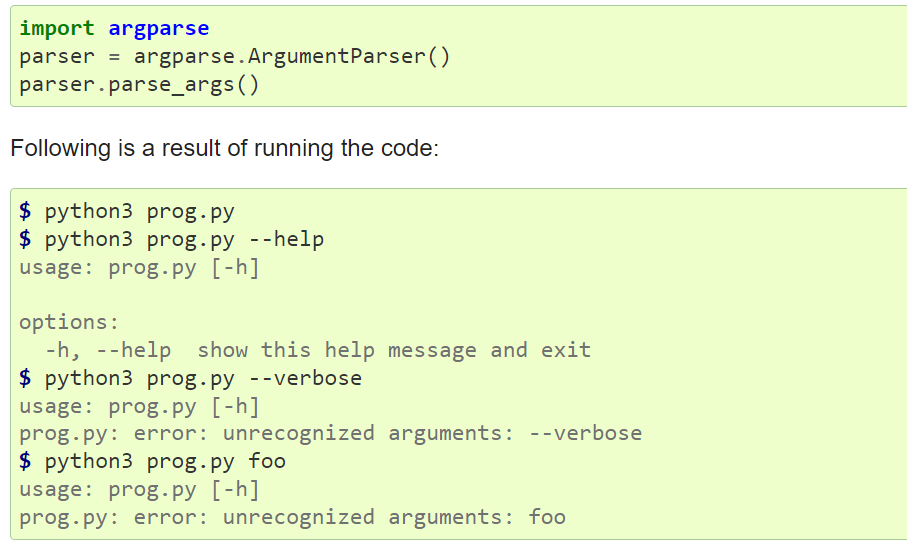 import argparse
parser = argparse.ArgumentParser()
parser.parse_args()
Following is a result of running the code:
$ python3 prog.py
$ python3 prog.py --help
usage: prog.py [-h]
options:
  -h, --help  show this help message and exit
$ python3 prog.py --verbose
usage: prog.py [-h]
prog.py: error: unrecognized arguments: --verbose
$ python3 prog.py foo
usage: prog.py [-h]
prog.py: error: unrecognized arguments: foo